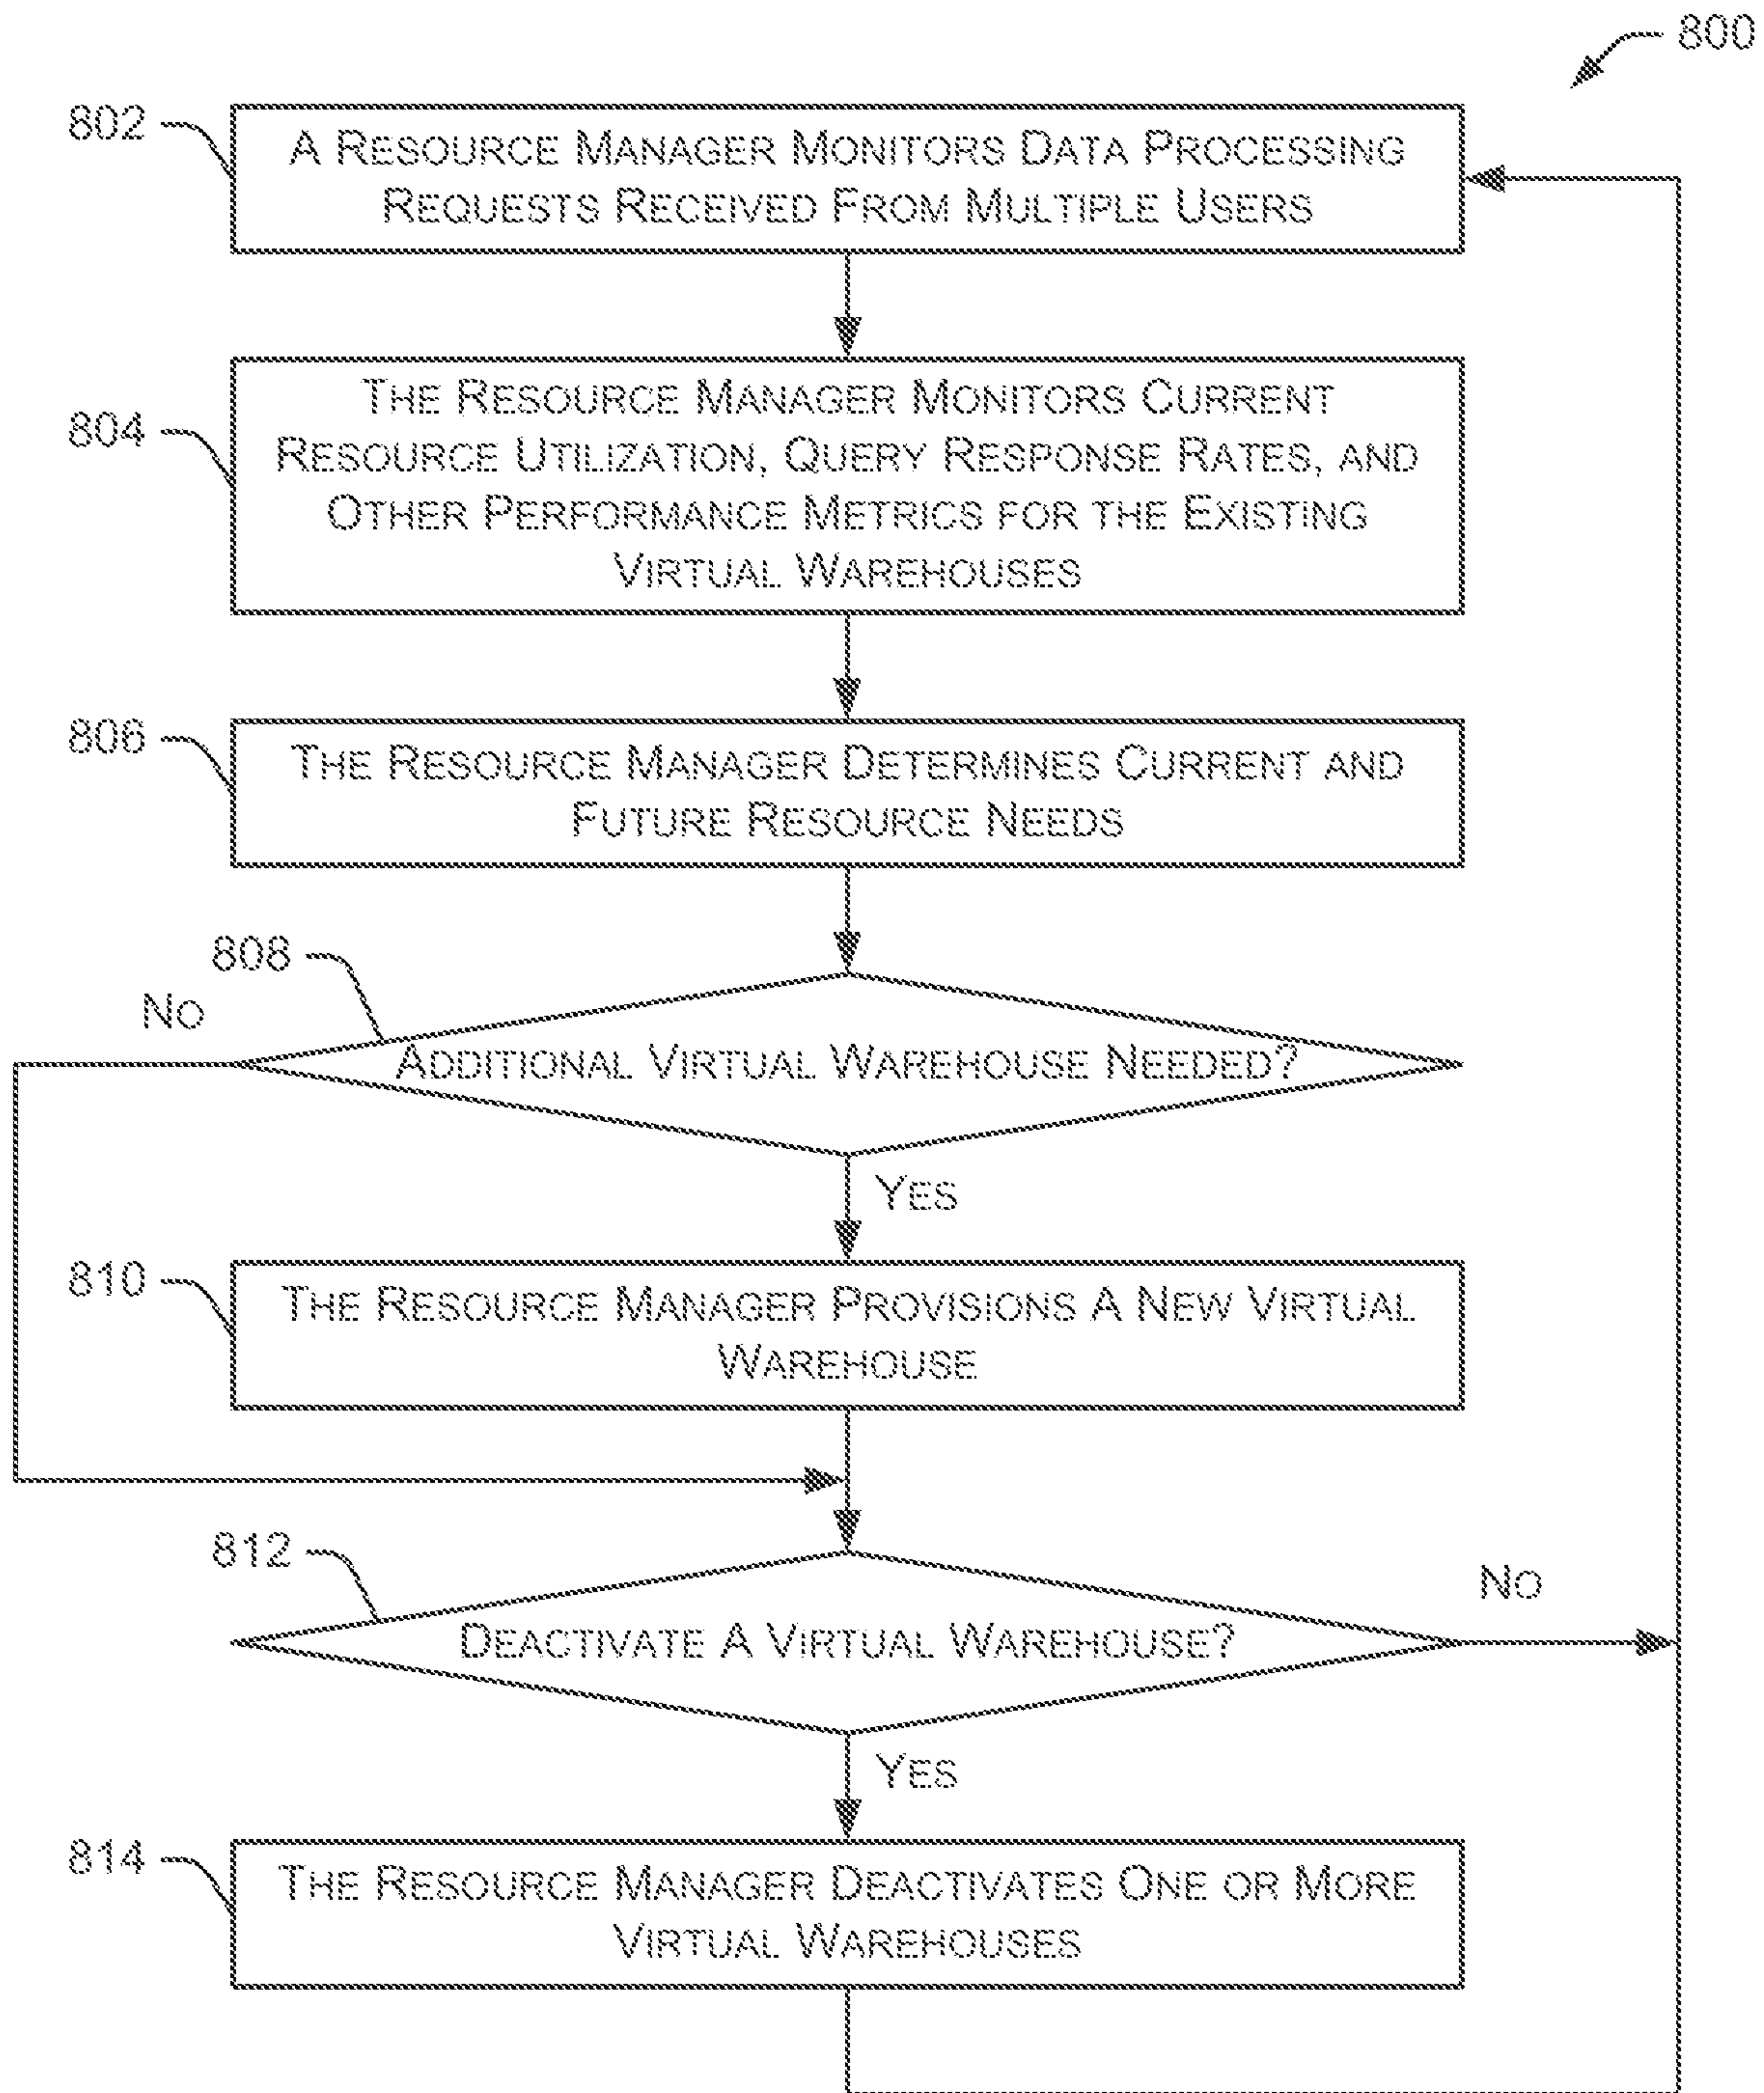 800
802
A RESOURCE MANAGER MONITORS DATA PROCESSING
REQUESTS RECEIVED FROM MULTIPLE USERS
804
THE RESOURCE MANAGER MONITORS CURRENT
RESOURCE UTILIZATION, QUERY RESPONSE RATES, AND
OTHER PERFORMANCE METRICS FOR THE EXISTING
VIRTUAL WAREHOUSES
806
THE RESOURCE MANAGER DETERMINES CURRENT AND
FUTURE RESOURCE NEEDS
808
NO
ADDITIONAL VIRTUAL WAREHOUSE NEEDED?
YES
810
THE RESOURCE MANAGER PROVISIONS A NEW VIRTUAL
WAREHOUSE
812
NO
DEACTIVATE A VIRTUAL WAREHOUSE?
YES
814
THE RESOURCE MANAGER DEACTIVATES ONE OR MORE
VIRTUAL WAREHOUSES